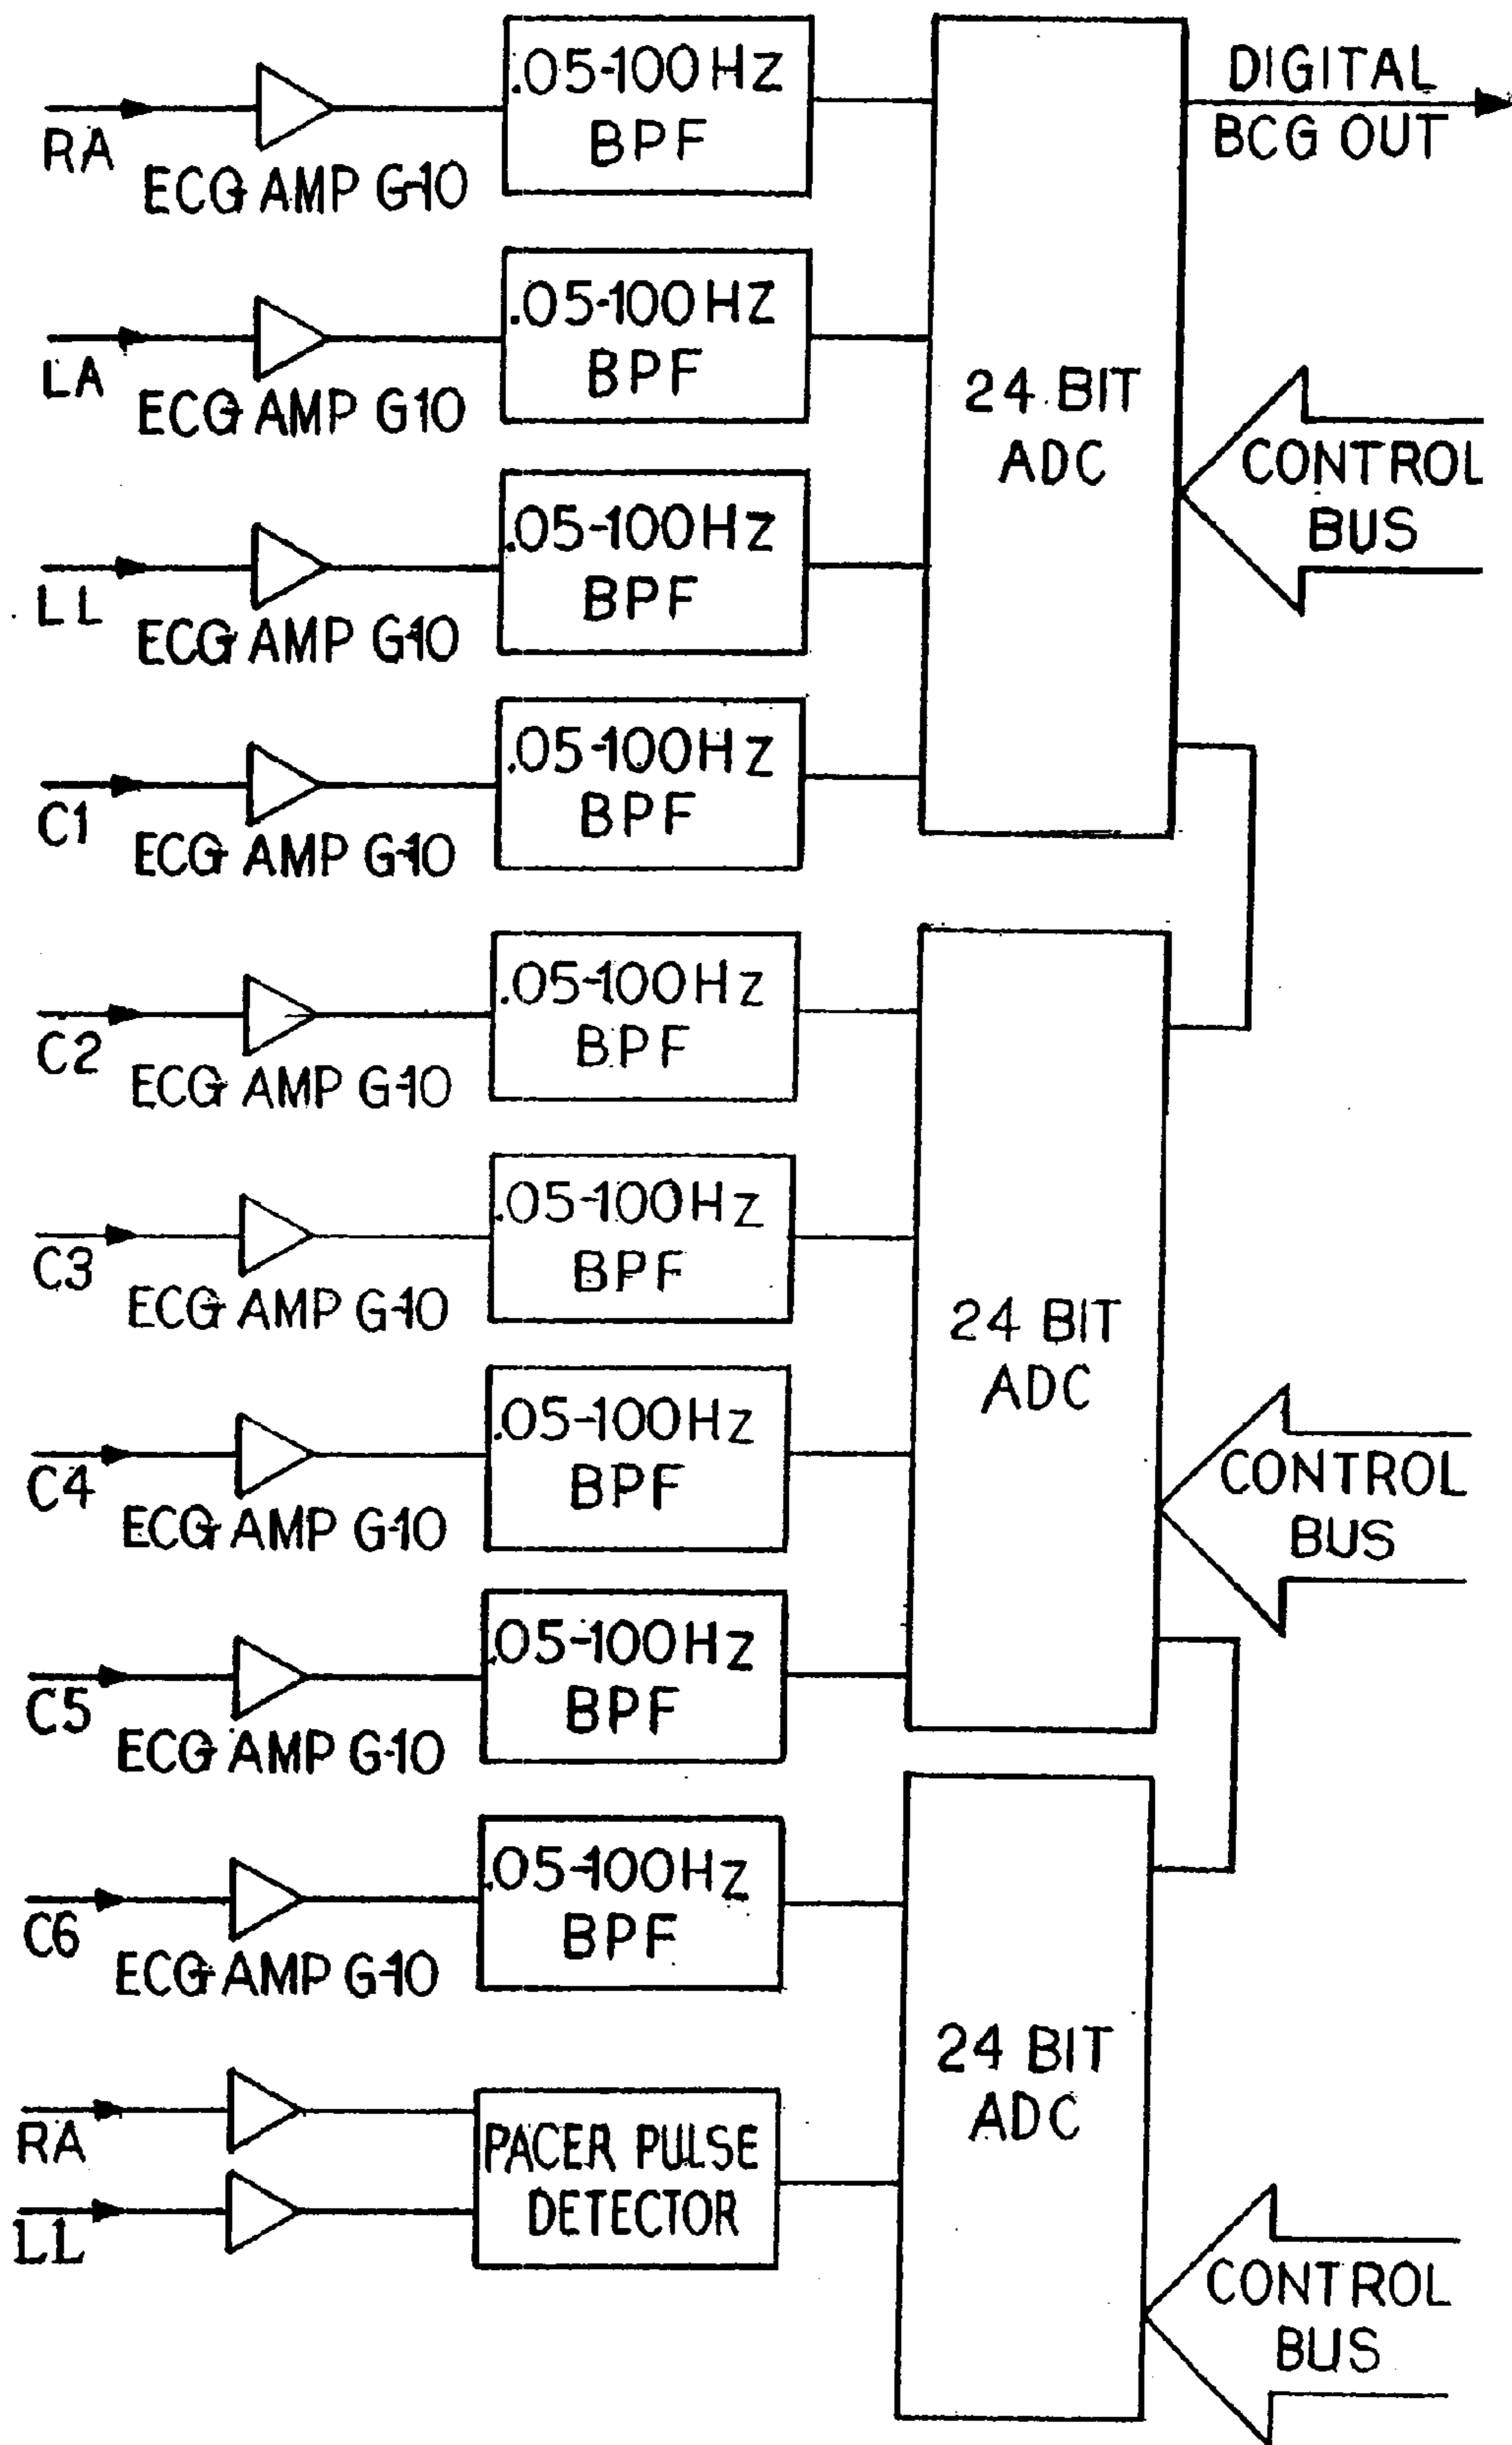 .05-100 Hz
BPF
RA
ECG AMP G-10
DIGITAL
BCG OUT
.05-100 HZ
BPF
LA
ECG AMP G10
24 BIT
ADC
CONTROL
BUS
.05-100Hz
BPF
LL
ECG AMP G-10
.05-100Hz
BPF
C1
ECG AMP G-10
.05-100Hz
BPF
C2
ECG AMP G-10
.05-100Hz
BPF
C3
ECG AMP G-10
24 BIT
ADC
.05-100Hz
BPF
C4
ECG AMP G-10
CONTROL
BUS
.05-100Hz
BPF
C5
ECG AMP G-10
.05-100Hz
BPF
C6
ECG AMP G-10
24 BIT
ADC
RA
LL
PACER PULSE
DETECTOR
CONTROL
BUS